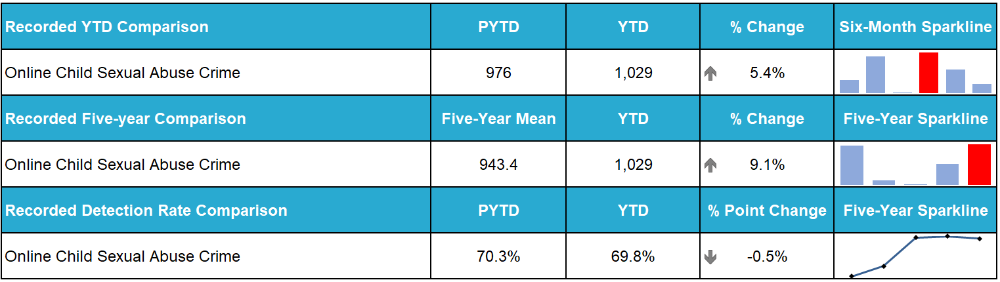 Recorded YTD Comparison PYTD YTD % Change Six-Month Sparkline
Online Child Sexual Abuse Crime 976 1,029 5.4%
Recorded Five-year Comparison Five-Year Mean YTD % Change Five-Year Sparkline
Online Child Sexual Abuse Crime 943.4 1,029 9.1%
Recorded Detection Rate Comparison PYTD YTD % Point Change Five-Year Sparkline
Online Child Sexual Abuse Crime 70.3% 69.8% -0.5%